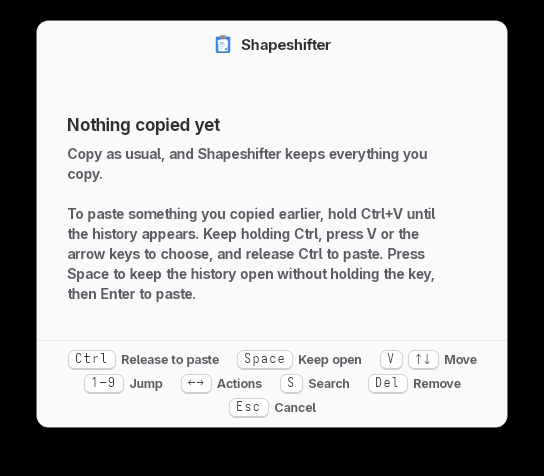 Shapeshifter
Nothing copied yet
Copy as usual, and Shapeshifter keeps everything you
copy.
To paste something you copied earlier, hold Ctrl+V until
the history appears. Keep holding Ctrl, press V or the
arrow keys to choose, and release Ctrl to paste. Press
Space to keep the history open without holding the key,
then Enter to paste.
Ctrl Release to paste Space Keep open V ↑↓ Move
1-9 Jump ←→ Actions S Search Del Remove
Esc Cancel